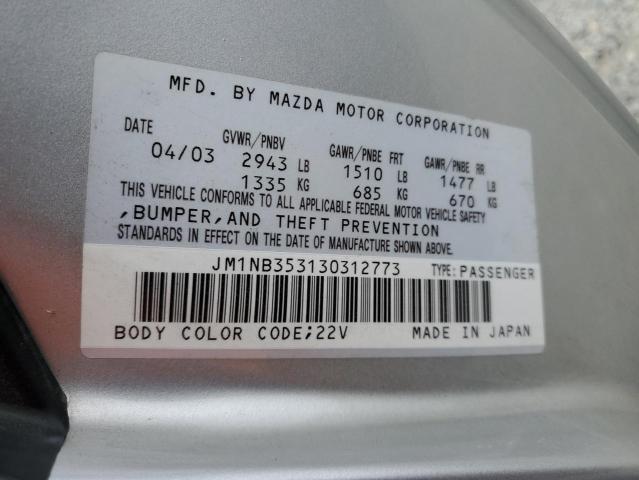 MFD. BY MAZDA MOTOR CORPORATION
DATE GVWR/PNBV GAWR/PNBE FRT GAWR/PNBE RR
04/03 2943 LB 1510 LB 1477 LB
1335 KG 685 KG 670 KG
THIS VEHICLE CONFORMS TO ALL APPLICABLE FEDERAL MOTOR VEHICLE SAFETY
,BUMPER,AND THEFT PREVENTION
STANDARDS IN EFFECT ON THE DATE OF MANUFACTURE SHOWN ABOVE.
JM1NB353130312773 TYPE:PASSENGER
BODY COLOR CODE;22V MADE IN JAPAN